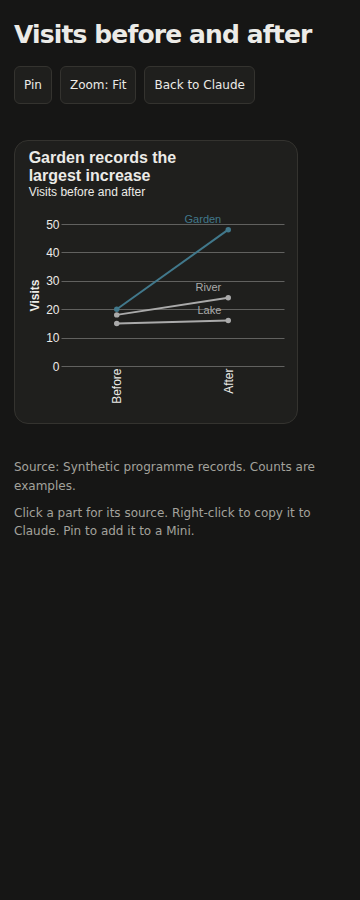 Visits before and after
Pin
Zoom: Fit
Back to Claude
Garden records the
largest increase
Visits before and after
Garden
50
40
River
30
Visits
20
Lake
10
0
Before
After
Source: Synthetic programme records. Counts are
examples.
Click a part for its source. Right-click to copy it to
Claude. Pin to add it to a Mini.